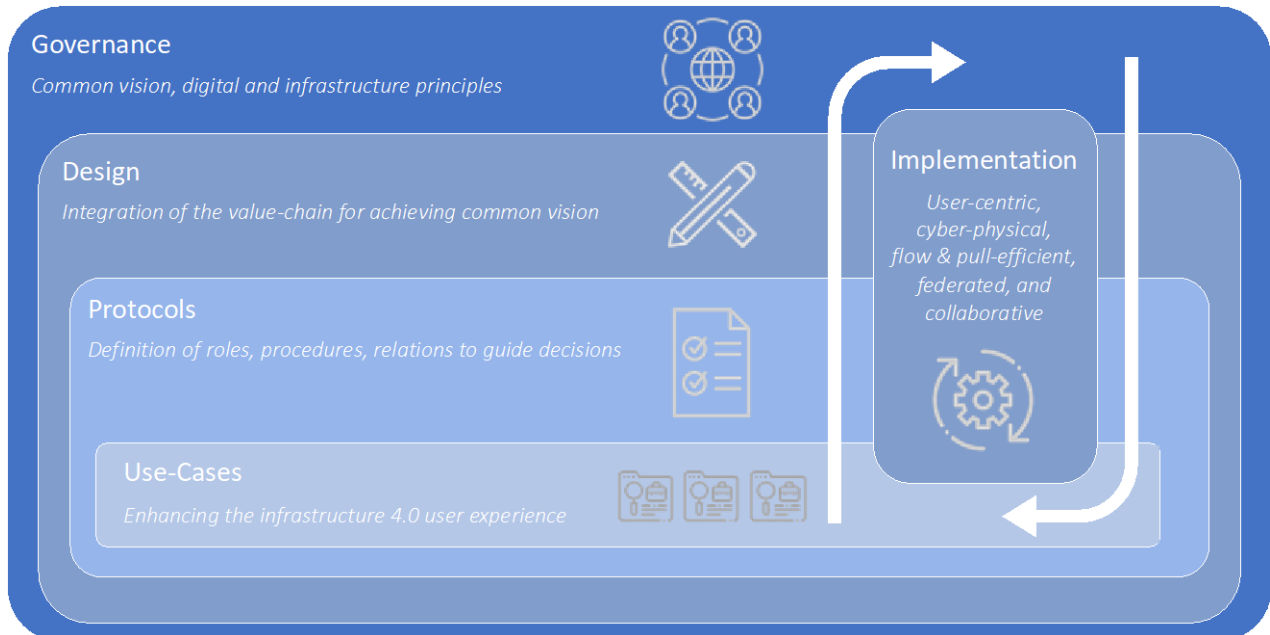 Governance
Common vision, digital and infrastructure principles
Design
Integration of the value-chain for achieving common vision
Protocols
Definition of roles, procedures, relations to guide decisions
Use-Cases
Enhancing the infrastructure 4.0 user experience
Implementation
User-centric,
cyber-physical,
flow & pull-efficient,
federated, and
collaborative